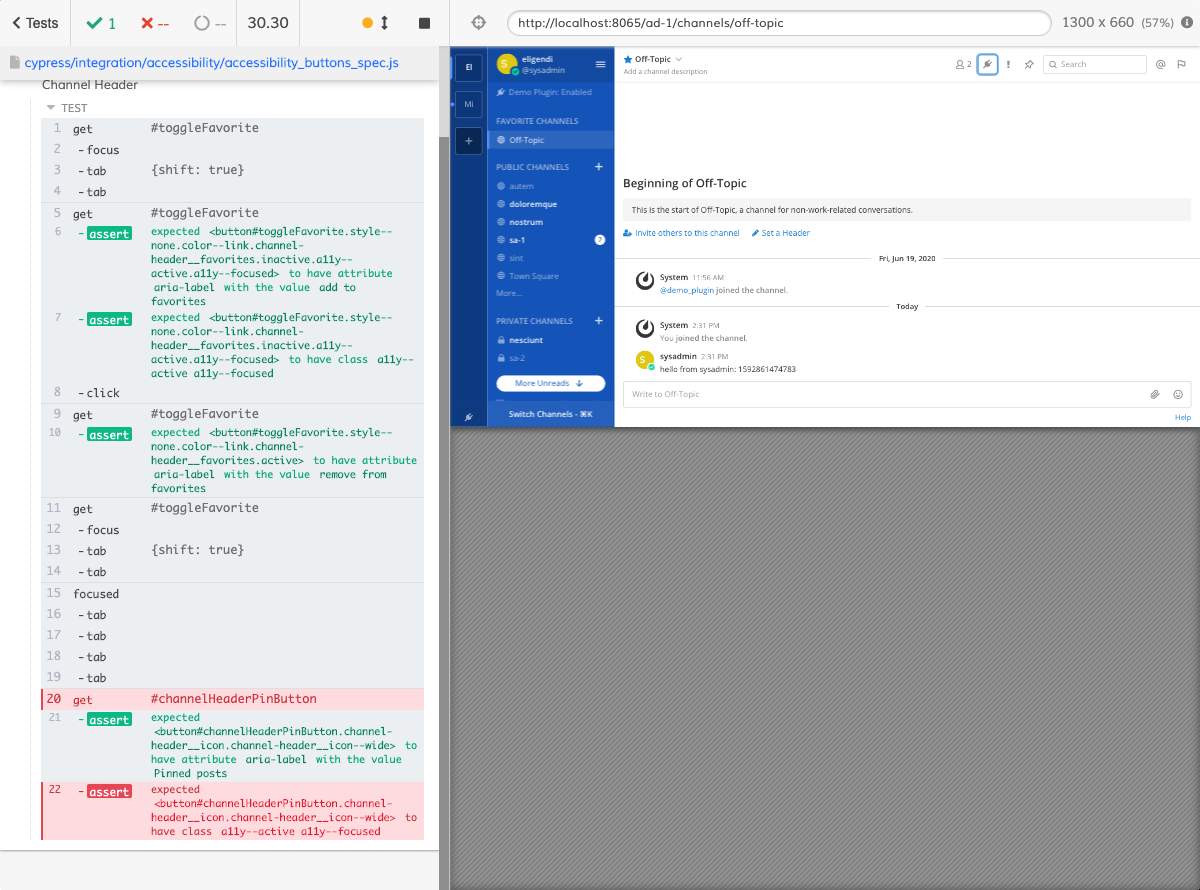 Tests
1
--
--
30.30
http://localhost:8065/ad-1/channels/off-topic
1300 x 660 (57%)
cypress/integration/accessibility/accessibility_buttons_spec.js
Channel Header
TEST
1 get #toggleFavorite
2 - focus
3 - tab {shift: true}
4 - tab
5 get #toggleFavorite
6 - assert expected <button#toggleFavorite.style--
none.color--link.channel-
header__favorites.inactive.a11y--
active.a11y--focused> to have attribute
aria-label with the value add to
favorites
7 - assert expected <button#toggleFavorite.style--
none.color--link.channel-
header__favorites.inactive.a11y--
active.a11y--focused> to have class a11y--
active a11y--focused
8 - click
9 get #toggleFavorite
10 - assert expected <button#toggleFavorite.style--
none.color--link.channel-
header__favorites.active> to have attribute
aria-label with the value remove from
favorites
11 get #toggleFavorite
12 - focus
13 - tab {shift: true}
14 - tab
15 focused
16 - tab
17 - tab
18 - tab
19 - tab
20 get #channelHeaderPinButton
21 - assert expected
<button#channelHeaderPinButton.channel-
header__icon.channel-header__icon--wide> to
have attribute aria-label with the value
Pinned posts
22 - assert expected
<button#channelHeaderPinButton.channel-
header__icon.channel-header__icon--wide> to
have class a11y--active a11y--focused
El
Mi
+
S
eligendi
@sysadmin
Demo Plugin: Enabled
FAVORITE CHANNELS
Off-Topic
PUBLIC CHANNELS +
autem
doloremque
nostrum
sa-1 7
sint
Town Square
More...
PRIVATE CHANNELS +
nesciunt
sa-2
More Unreads
Switch Channels - ⌘K
Off-Topic
Add a channel description
2
Search
@
Beginning of Off-Topic
This is the start of Off-Topic, a channel for non-work-related conversations.
Invite others to this channel Set a Header
Fri, Jun 19, 2020
System 11:56 AM
@demo_plugin joined the channel.
Today
System 2:31 PM
You joined the channel.
S
sysadmin 2:31 PM
hello from sysadmin: 1592861474783
Write to Off-Topic
Help